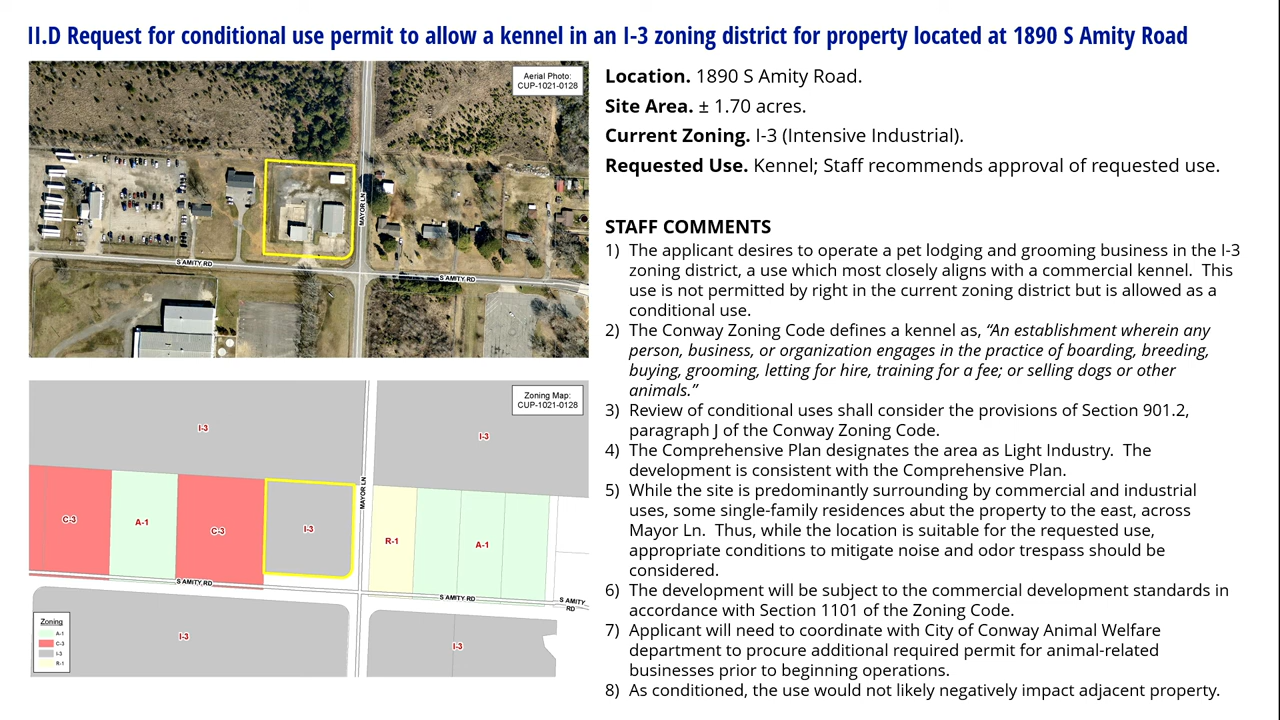 II.D Request for conditional use permit to allow a kennel in an I-3 zoning district for property located at 1890 S Amity Road
Aerial Photo:
CUP-1021-0128
MAYOR LN
S AMITY RD
S AMITY RD
Zoning Map:
CUP-1021-0128
I-3
I-3
MAYOR LN
C-3
A-1
C-3
I-3
R-1
A-1
S AMITY RD
S AMITY RD
S AMITY
RD
I-3
I-3
Zoning
A-1
C-3
I-3
R-1
Location. 1890 S Amity Road.
Site Area. ± 1.70 acres.
Current Zoning. I-3 (Intensive Industrial).
Requested Use. Kennel; Staff recommends approval of requested use.
STAFF COMMENTS
1) The applicant desires to operate a pet lodging and grooming business in the I-3
zoning district, a use which most closely aligns with a commercial kennel. This
use is not permitted by right in the current zoning district but is allowed as a
conditional use.
2) The Conway Zoning Code defines a kennel as, “An establishment wherein any
person, business, or organization engages in the practice of boarding, breeding,
buying, grooming, letting for hire, training for a fee; or selling dogs or other
animals.”
3) Review of conditional uses shall consider the provisions of Section 901.2,
paragraph J of the Conway Zoning Code.
4) The Comprehensive Plan designates the area as Light Industry. The
development is consistent with the Comprehensive Plan.
5) While the site is predominantly surrounding by commercial and industrial
uses, some single-family residences abut the property to the east, across
Mayor Ln. Thus, while the location is suitable for the requested use,
appropriate conditions to mitigate noise and odor trespass should be
considered.
6) The development will be subject to the commercial development standards in
accordance with Section 1101 of the Zoning Code.
7) Applicant will need to coordinate with City of Conway Animal Welfare
department to procure additional required permit for animal-related
businesses prior to beginning operations.
8) As conditioned, the use would not likely negatively impact adjacent property.